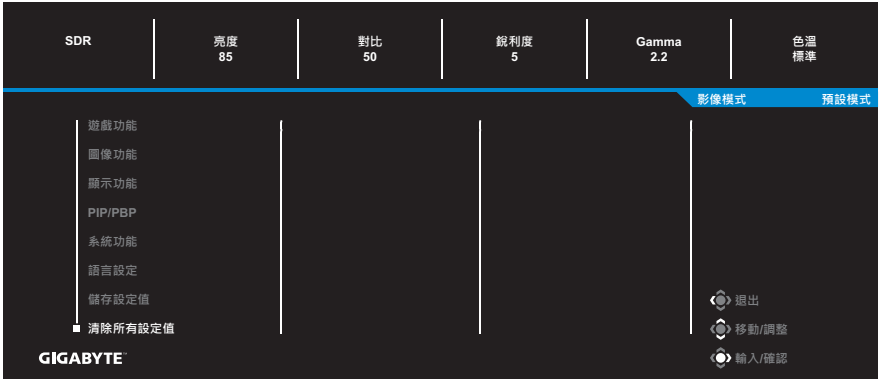 SDR
亮度
85
對比
50
銳利度
5
Gamma
2.2
色溫
標準
影像模式 預設模式
遊戲功能
圖像功能
顯示功能
PIP/PBP
系統功能
語言設定
儲存設定值
清除所有設定值
退出
移動/調整
輸入/確認
GIGABYTE™